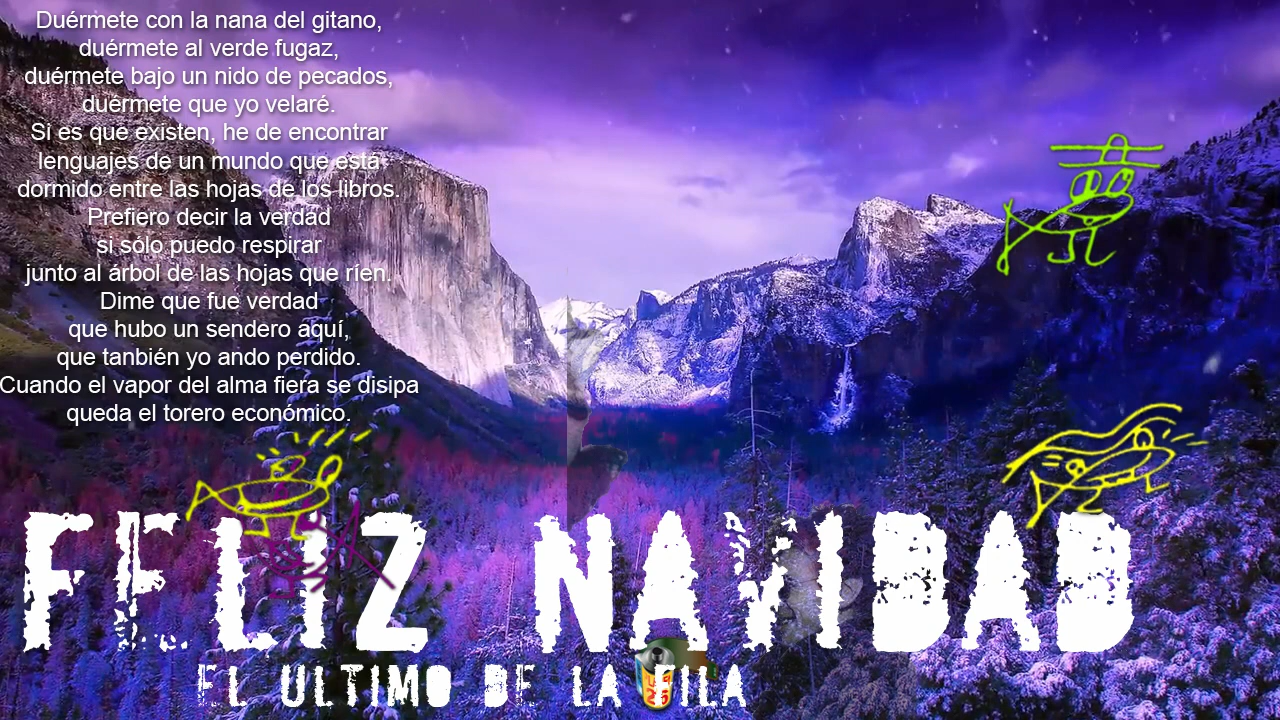 Duérmete con la nana del gitano,
duérmete al verde fugaz,
duérmete bajo un nido de pecados,
duérmete que yo velaré.
Si es que existen, he de encontrar
lenguajes de un mundo que está
dormido entre las hojas de los libros.
Prefiero decir la verdad
si sólo puedo respirar
junto al árbol de las hojas que ríen.
Dime que fue verdad
que hubo un sendero aquí,
que tanbién yo ando perdido.
Cuando el vapor del alma fiera se disipa
queda el torero económico.
FELIZ NAVIDAD
EL ULTIMO DE LA FILA